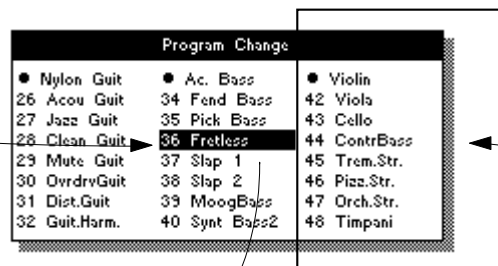 Program Change
● Nylon Guit ● Ac. Bass ● Violin
26 Acou Guit 34 Fend Bass 42 Viola
27 Jazz Guit 35 Pick Bass 43 Cello
28 Clean Guit 36 Fretless 44 ContrBass
29 Mute Guit 37 Slap 1 45 Trem.Str.
30 OvrdrvGuit 38 Slap 2 46 Pizz.Str.
31 Dist.Guit 39 MoogBass 47 Orch.Str.
32 Guit.Harm. 40 Synt Bass2 48 Timpani